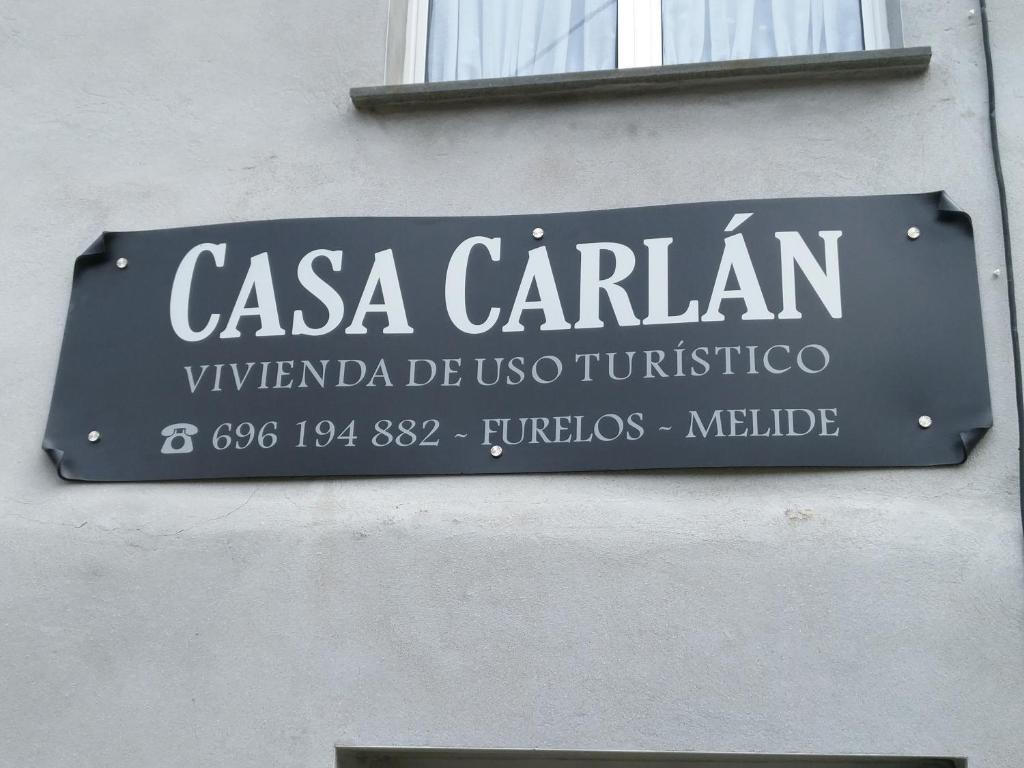 CASA CARLÁN
VIVIENDA DE USO TURÍSTICO
☎ 696 194 882 ~ FURELOS ~ MELIDE